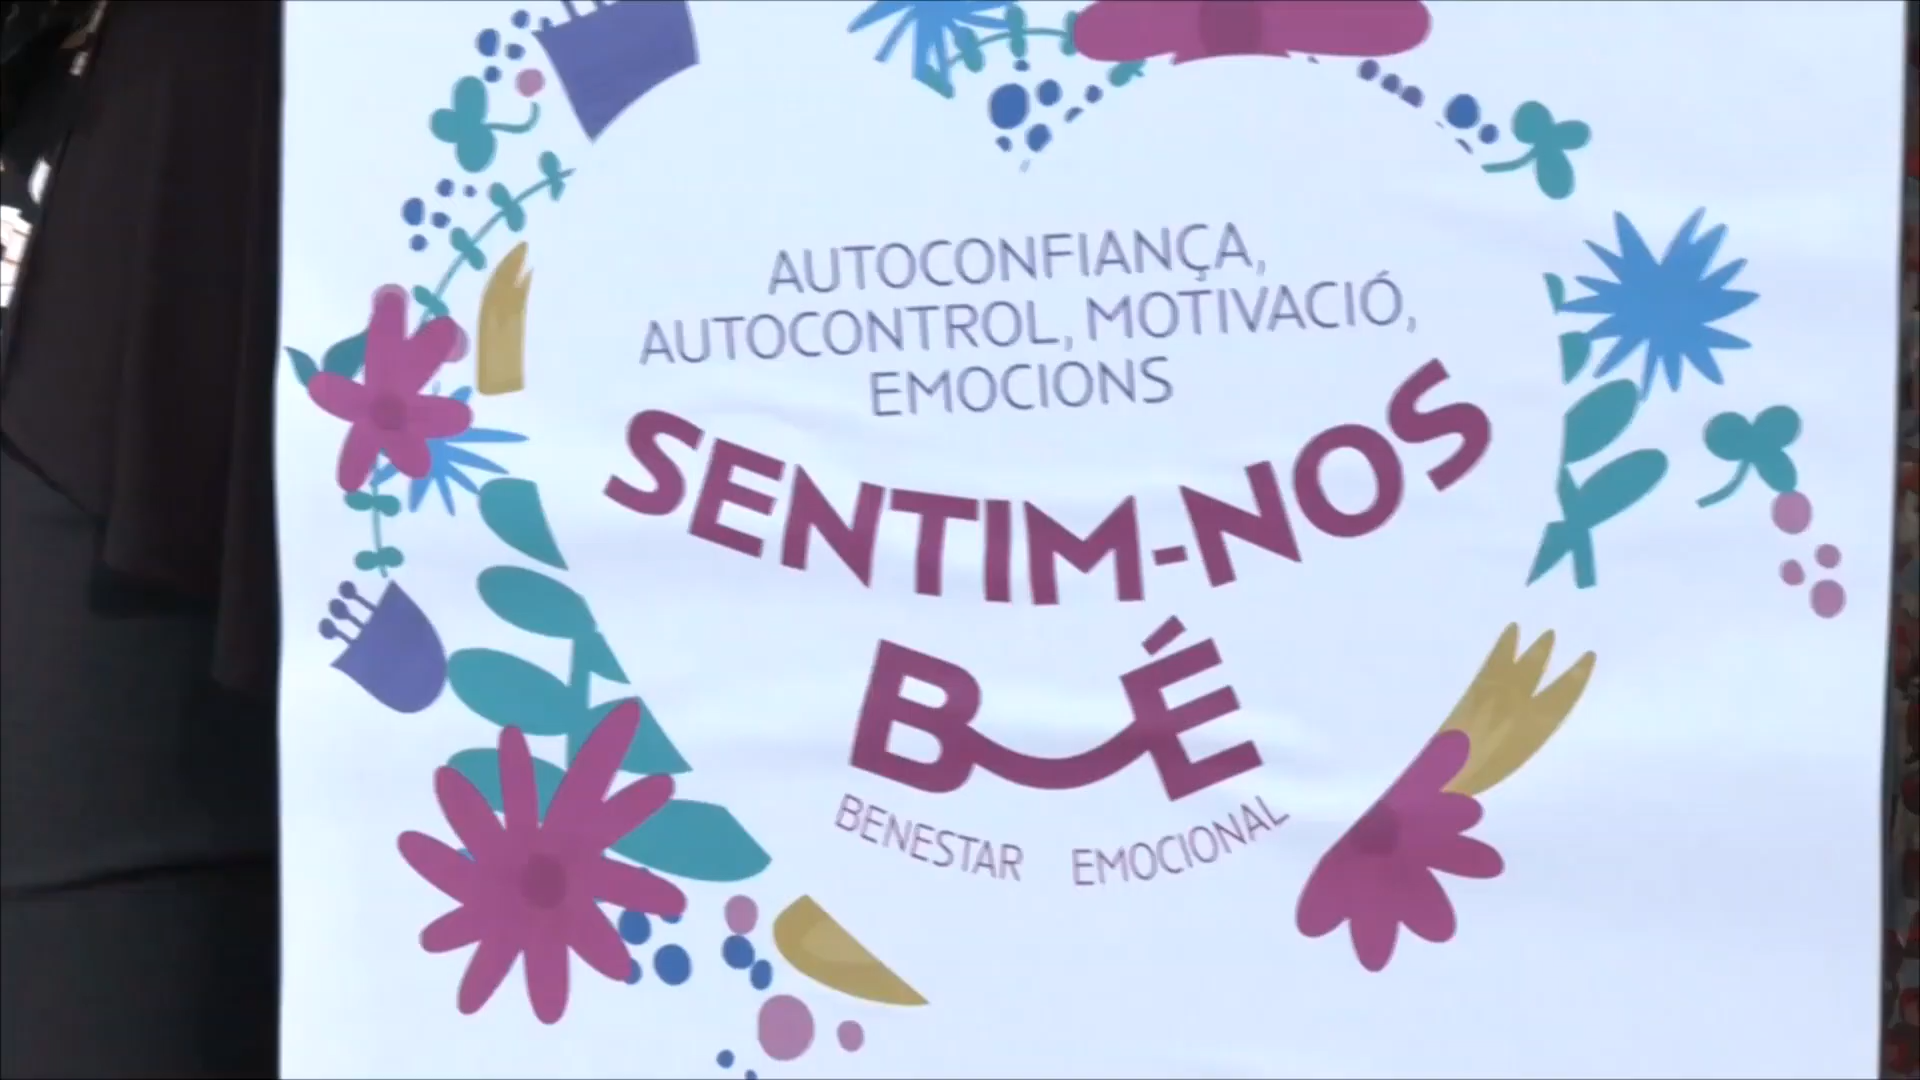 AUTOCONFIANÇA,
AUTOCONTROL, MOTIVACIÓ,
EMOCIONS
SENTIM-NOS
BÉ
BENESTAR EMOCIONAL